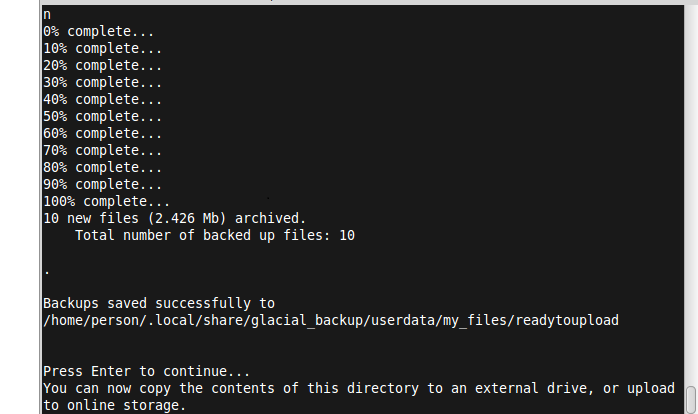 n
0% complete...
10% complete...
20% complete...
30% complete...
40% complete...
50% complete...
60% complete...
70% complete...
80% complete...
90% complete...
100% complete...
10 new files (2.426 Mb) archived.
    Total number of backed up files: 10
.
Backups saved successfully to
/home/person/.local/share/glacial_backup/userdata/my_files/readytoupload
Press Enter to continue...
You can now copy the contents of this directory to an external drive, or upload
to online storage.